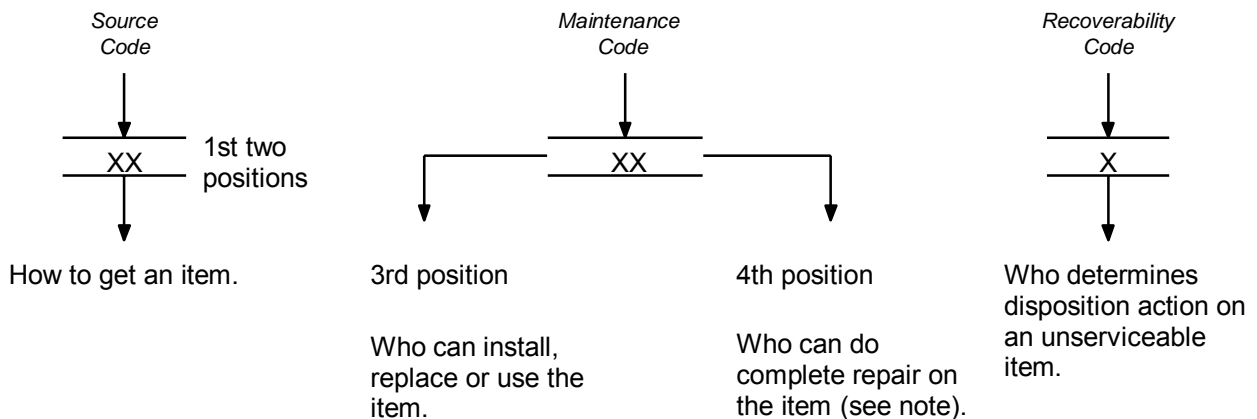 Source
Code
Maintenance
Code
Recoverability
Code
XX
1st two
positions
XX
X
How to get an item.
3rd position
Who can install,
replace or use the
item.
4th position
Who can do
complete repair on
the item (see note).
Who determines
disposition action on
an unserviceable
item.